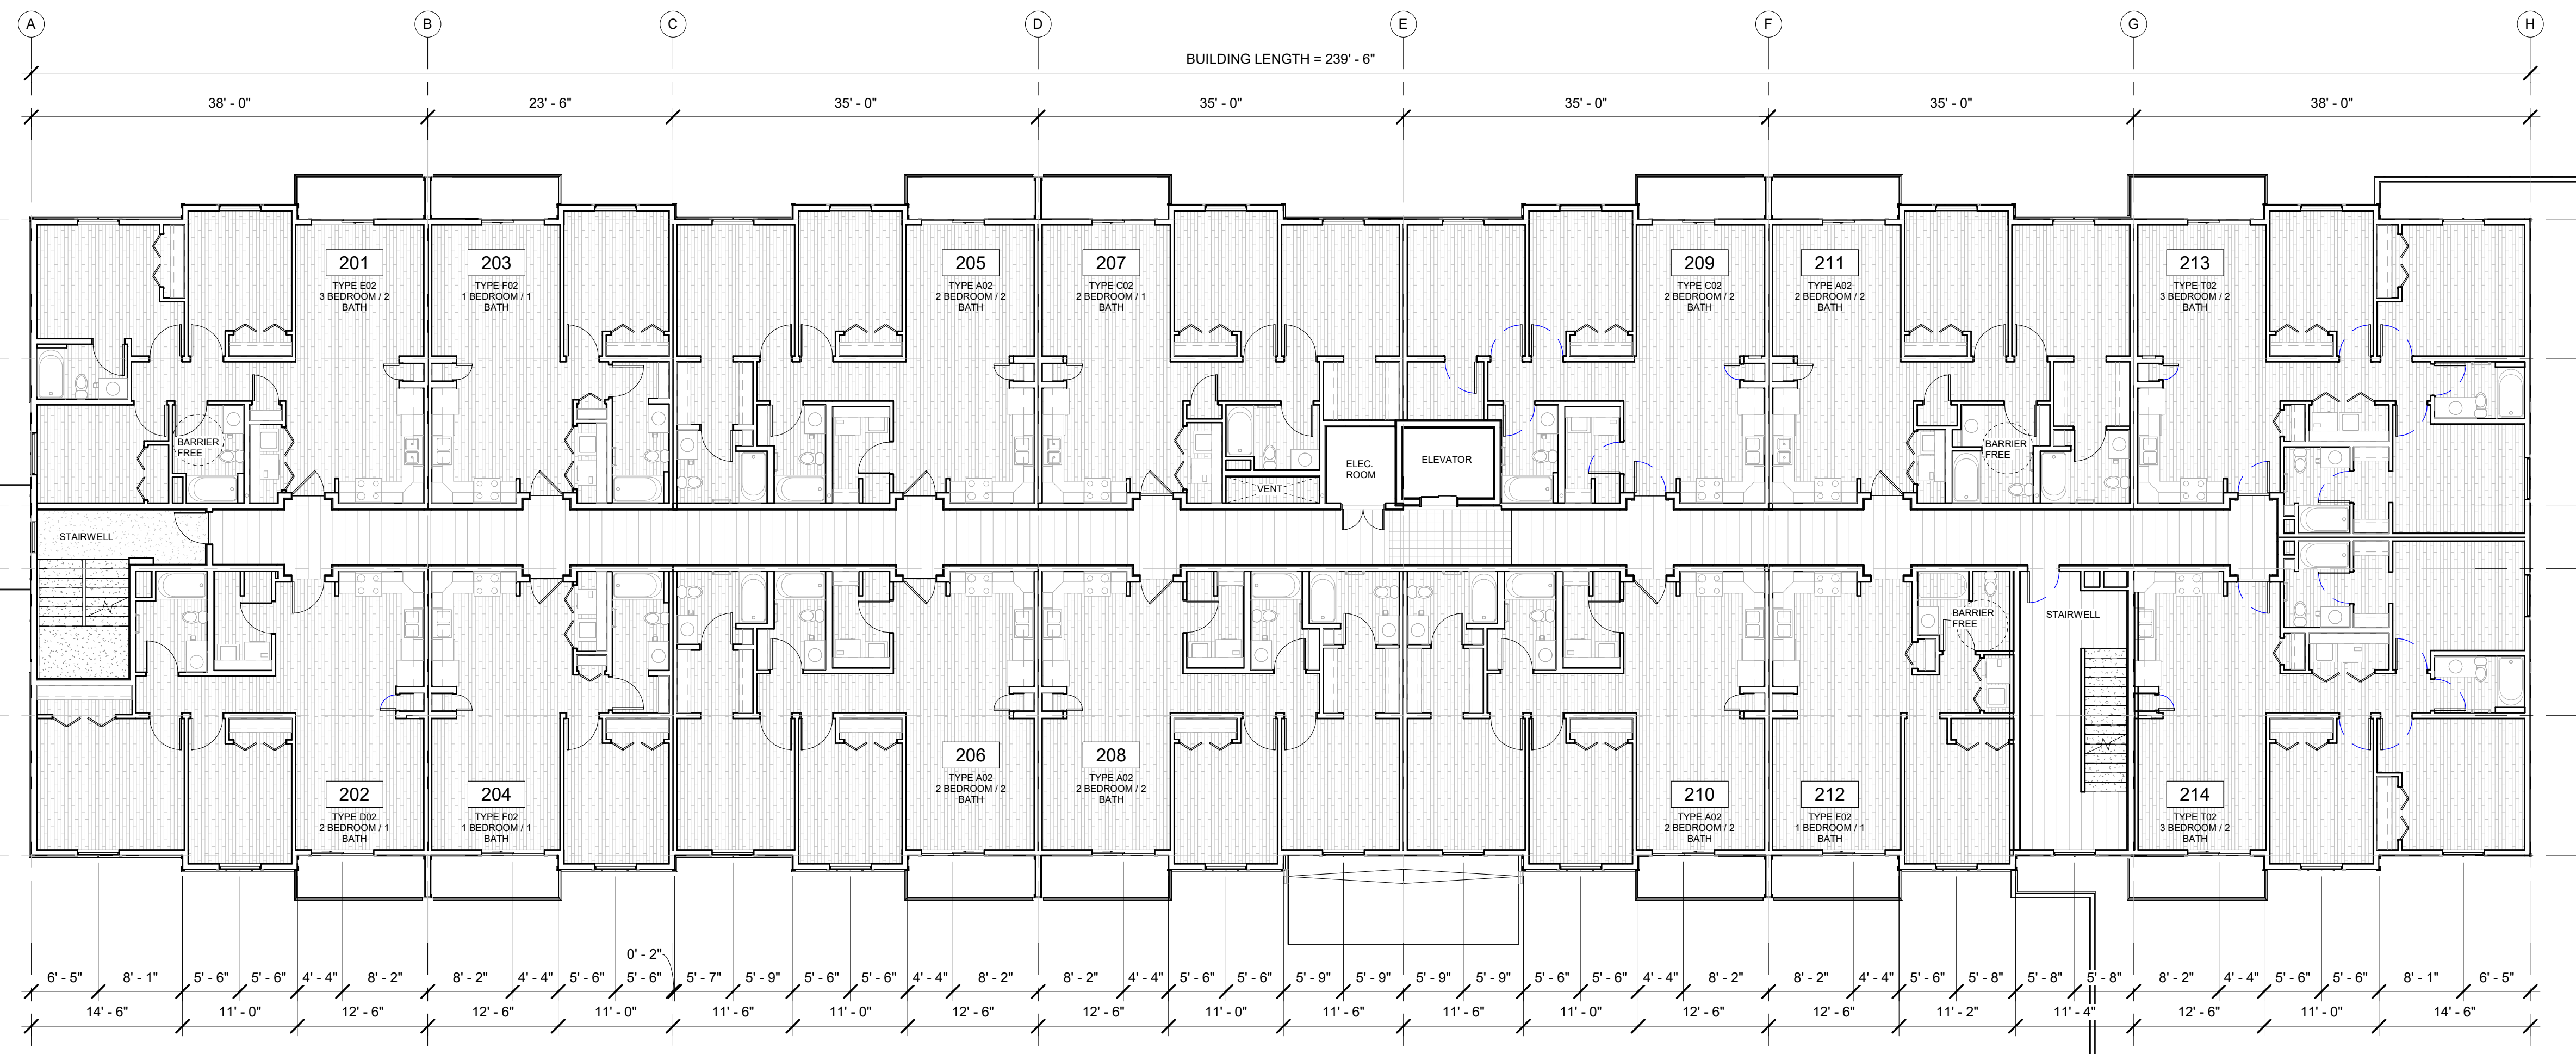 A B C D E F G H
BUILDING LENGTH = 239' - 6"
38' - 0" 23' - 6" 35' - 0" 35' - 0" 35' - 0" 35' - 0" 38' - 0"
201
TYPE E02
3 BEDROOM / 2
BATH
203
TYPE F02
1 BEDROOM / 1
BATH
205
TYPE A02
2 BEDROOM / 2
BATH
207
TYPE C02
2 BEDROOM / 1
BATH
209
TYPE C02
2 BEDROOM / 2
BATH
211
TYPE A02
2 BEDROOM / 2
BATH
213
TYPE T02
3 BEDROOM / 2
BATH
BARRIER
FREE
VENT
ELEC.
ROOM
ELEVATOR
BARRIER
FREE
STAIRWELL
BARRIER
FREE
STAIRWELL
202
TYPE D02
2 BEDROOM / 1
BATH
204
TYPE F02
1 BEDROOM / 1
BATH
206
TYPE A02
2 BEDROOM / 2
BATH
208
TYPE A02
2 BEDROOM / 2
BATH
210
TYPE A02
2 BEDROOM / 2
BATH
212
TYPE F02
1 BEDROOM / 1
BATH
214
TYPE T02
3 BEDROOM / 2
BATH
0' - 2"
6' - 5" 8' - 1" 5' - 6" 5' - 6" 4' - 4" 8' - 2" 8' - 2" 4' - 4" 5' - 6" 5' - 6" 5' - 7" 5' - 9" 5' - 6" 5' - 6" 4' - 4" 8' - 2" 8' - 2" 4' - 4" 5' - 6" 5' - 6" 5' - 9" 5' - 9" 5' - 9" 5' - 9" 5' - 6" 5' - 6" 4' - 4" 8' - 2" 8' - 2" 4' - 4" 5' - 6" 5' - 8" 5' - 8" 5' - 8" 8' - 2" 4' - 4" 5' - 6" 5' - 6" 8' - 1" 6' - 5"
14' - 6" 11' - 0" 12' - 6" 12' - 6" 11' - 0" 11' - 6" 11' - 0" 12' - 6" 12' - 6" 11' - 0" 11' - 6" 11' - 6" 11' - 0" 12' - 6" 12' - 6" 11' - 2" 11' - 4" 12' - 6" 11' - 0" 14' - 6"